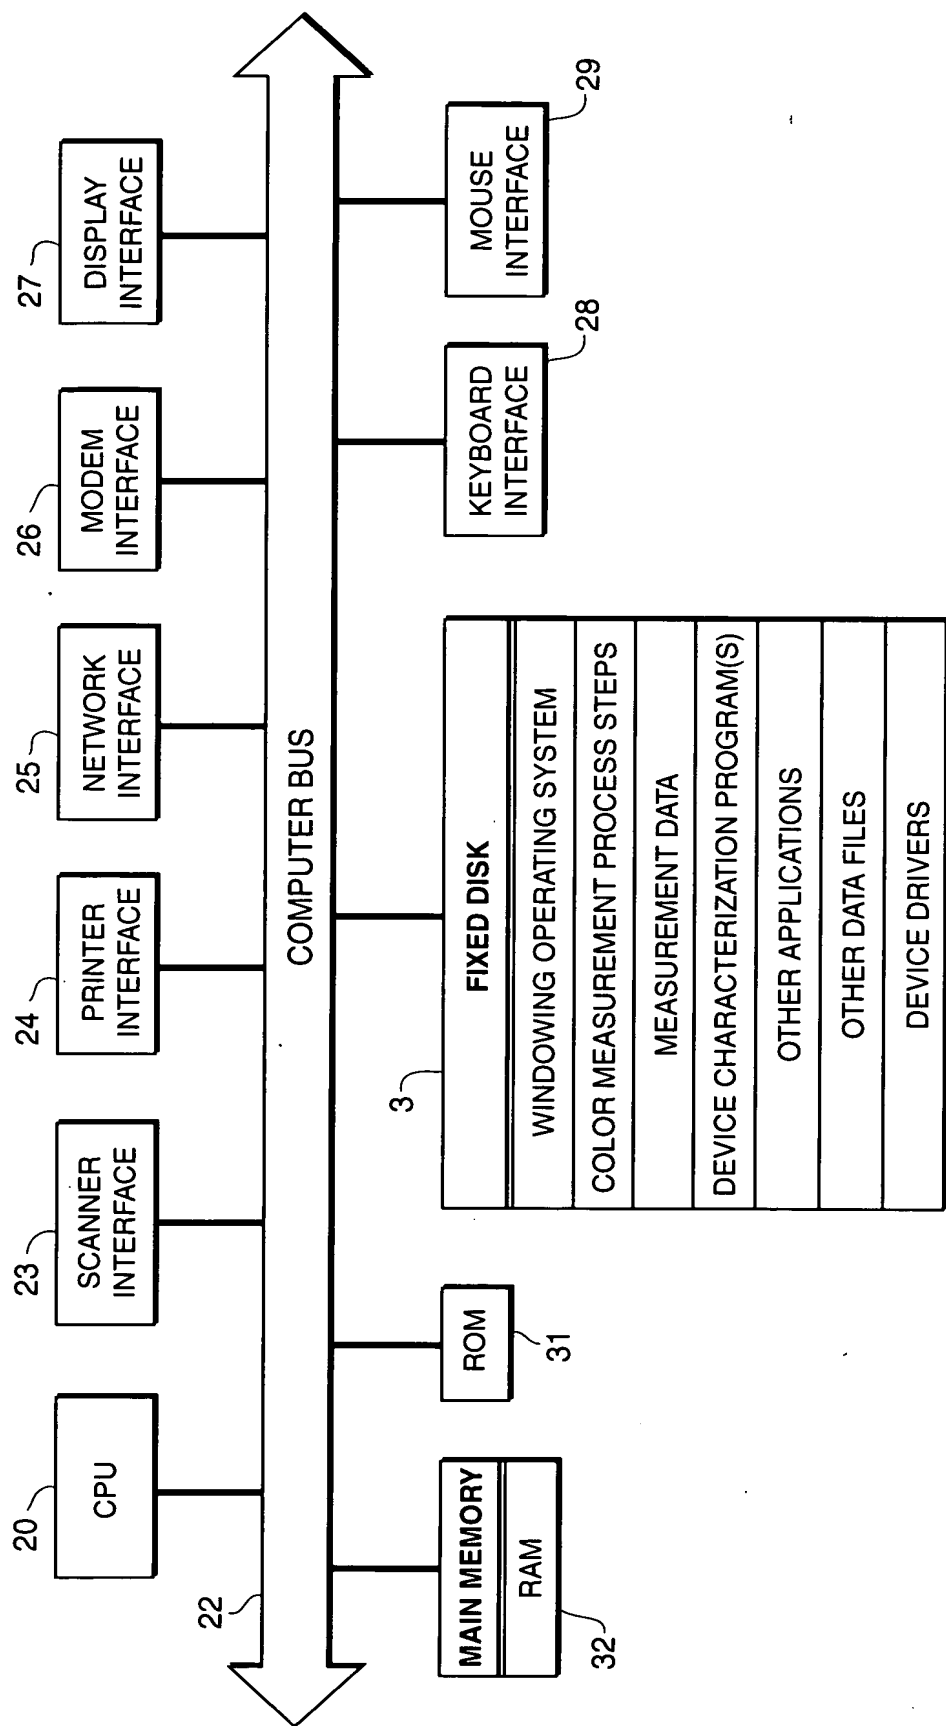 20
CPU
23
SCANNER
INTERFACE
24
PRINTER
INTERFACE
25
NETWORK
INTERFACE
26
MODEM
INTERFACE
27
DISPLAY
INTERFACE
22
COMPUTER BUS
MAIN MEMORY
RAM
32
ROM
31
3
FIXED DISK
WINDOWING OPERATING SYSTEM
COLOR MEASUREMENT PROCESS STEPS
MEASUREMENT DATA
DEVICE CHARACTERIZATION PROGRAM(S)
OTHER APPLICATIONS
OTHER DATA FILES
DEVICE DRIVERS
KEYBOARD
INTERFACE
28
MOUSE
INTERFACE
29